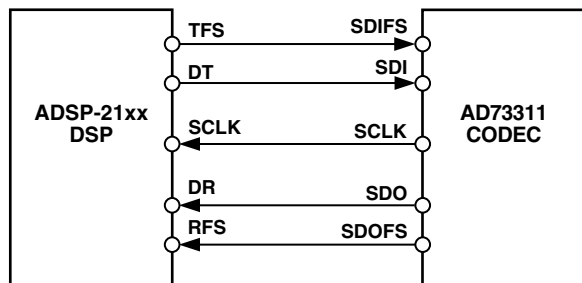 TFS SDIFS
DT SDI
ADSP-21xx
DSP
SCLK SCLK
AD73311
CODEC
DR SDO
RFS SDOFS